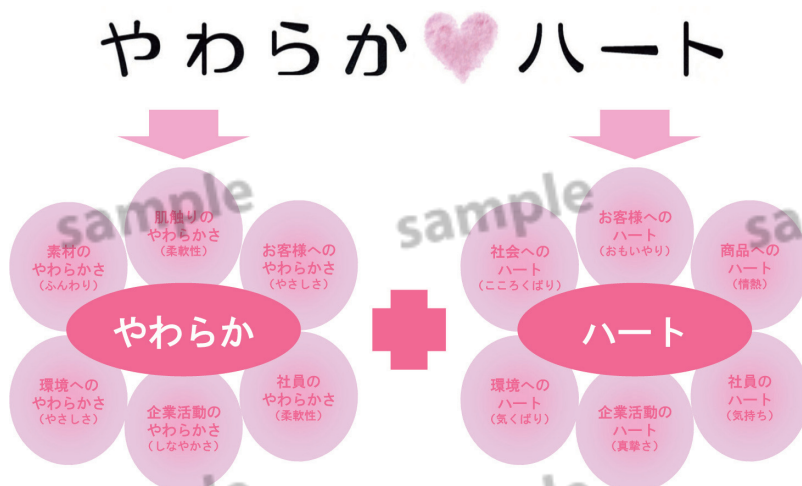 やわらか ハート
肌触りの
やわらかさ
(柔軟性)
素材の
やわらかさ
(ふんわり)
お客様への
やわらかさ
(やさしさ)
やわらか
環境への
やわらかさ
(やさしさ)
企業活動の
やわらかさ
(しなやかさ)
社員の
やわらかさ
(柔軟性)
お客様への
ハート
(おもいやり)
社会への
ハート
(こころくばり)
商品への
ハート
(情熱)
ハート
環境への
ハート
(気くばり)
企業活動の
ハート
(真摯さ)
社員の
ハート
(気持ち)
sample
sample